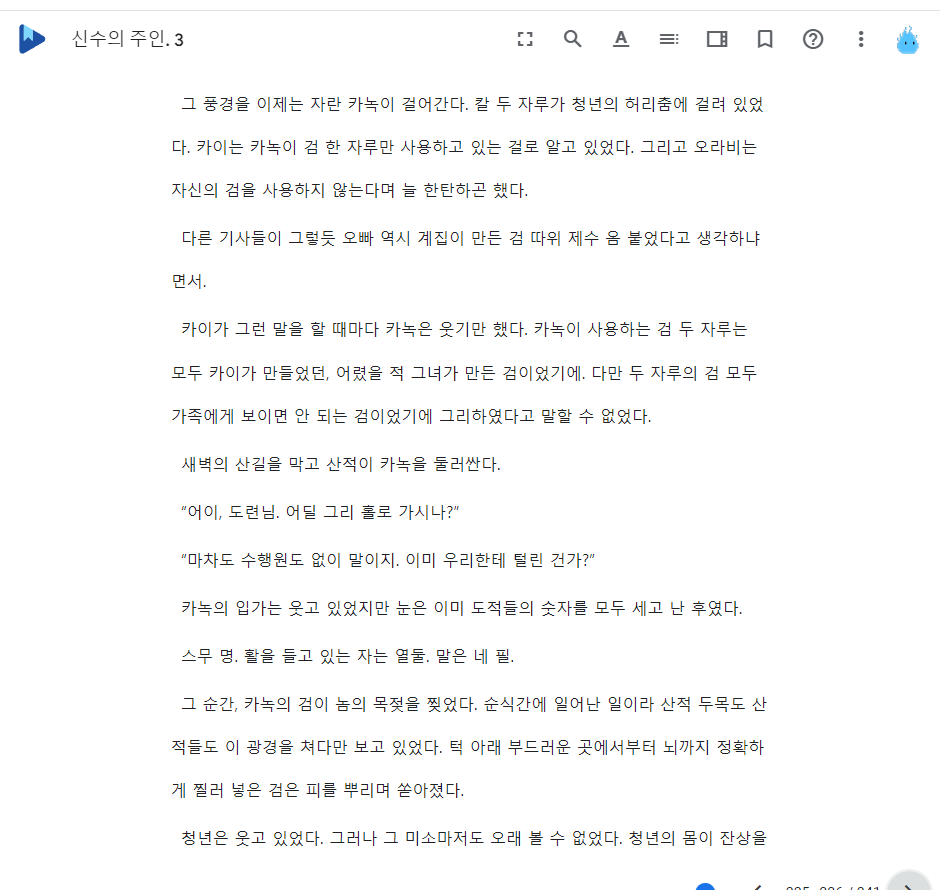 신수의 주인. 3
그 풍경을 이제는 자란 카녹이 걸어간다. 칼 두 자루가 청년의 허리춤에 걸려 있었
다. 카이는 카녹이 검 한 자루만 사용하고 있는 걸로 알고 있었다. 그리고 오라비는
자신의 검을 사용하지 않는다며 늘 한탄하곤 했다.
다른 기사들이 그렇듯 오빠 역시 계집이 만든 검 따위 제수 옴 붙었다고 생각하냐
면서.
카이가 그런 말을 할 때마다 카녹은 웃기만 했다. 카녹이 사용하는 검 두 자루는
모두 카이가 만들었던, 어렸을 적 그녀가 만든 검이었기에. 다만 두 자루의 검 모두
가족에게 보이면 안 되는 검이었기에 그리하였다고 말할 수 없었다.
새벽의 산길을 막고 산적이 카녹을 둘러싼다.
“어이, 도련님. 어딜 그리 홀로 가시나?”
“마차도 수행원도 없이 말이지. 이미 우리한테 털린 건가?”
카녹의 입가는 웃고 있었지만 눈은 이미 도적들의 숫자를 모두 세고 난 후였다.
스무 명. 활을 들고 있는 자는 열둘. 말은 네 필.
그 순간, 카녹의 검이 놈의 목젖을 찢었다. 순식간에 일어난 일이라 산적 두목도 산
적들도 이 광경을 쳐다만 보고 있었다. 턱 아래 부드러운 곳에서부터 뇌까지 정확하
게 찔러 넣은 검은 피를 뿌리며 쏟아졌다.
청년은 웃고 있었다. 그러나 그 미소마저도 오래 볼 수 없었다. 청년의 몸이 잔상을